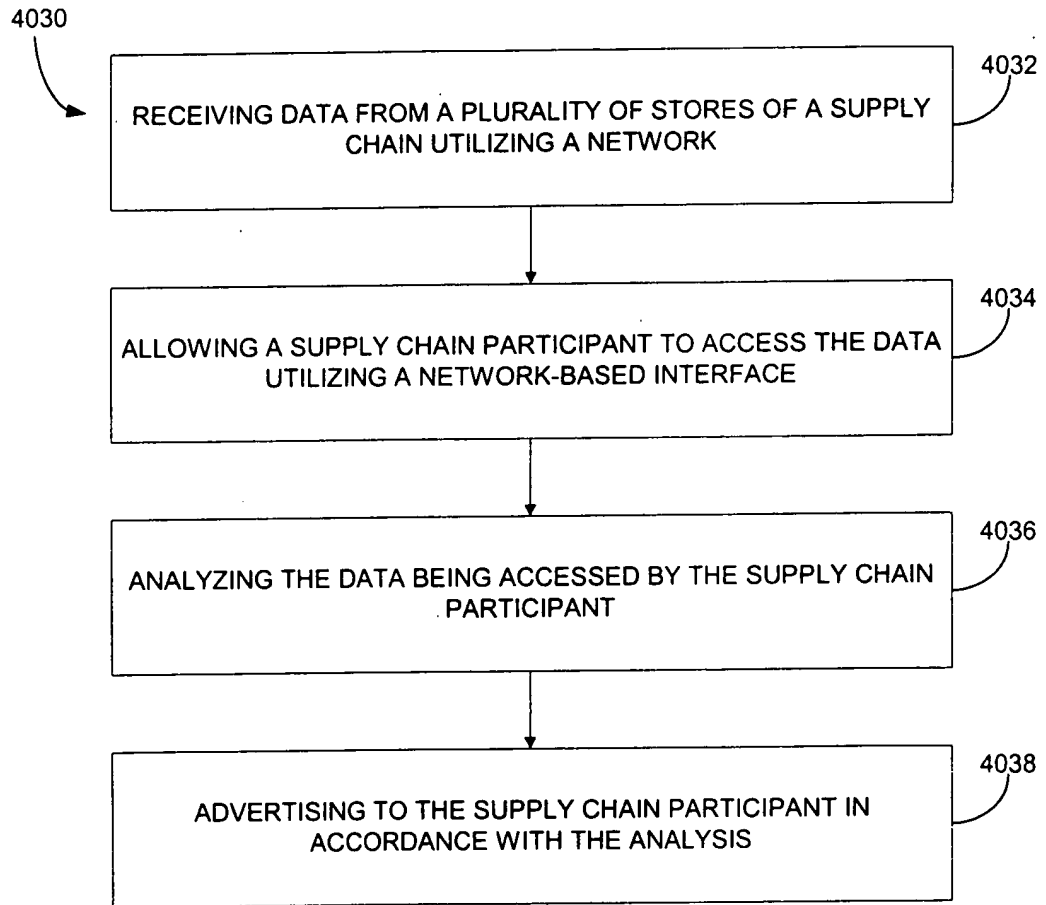 4030
4032
RECEIVING DATA FROM A PLURALITY OF STORES OF A SUPPLY
CHAIN UTILIZING A NETWORK
4034
ALLOWING A SUPPLY CHAIN PARTICIPANT TO ACCESS THE DATA
UTILIZING A NETWORK-BASED INTERFACE
4036
ANALYZING THE DATA BEING ACCESSED BY THE SUPPLY CHAIN
PARTICIPANT
4038
ADVERTISING TO THE SUPPLY CHAIN PARTICIPANT IN
ACCORDANCE WITH THE ANALYSIS